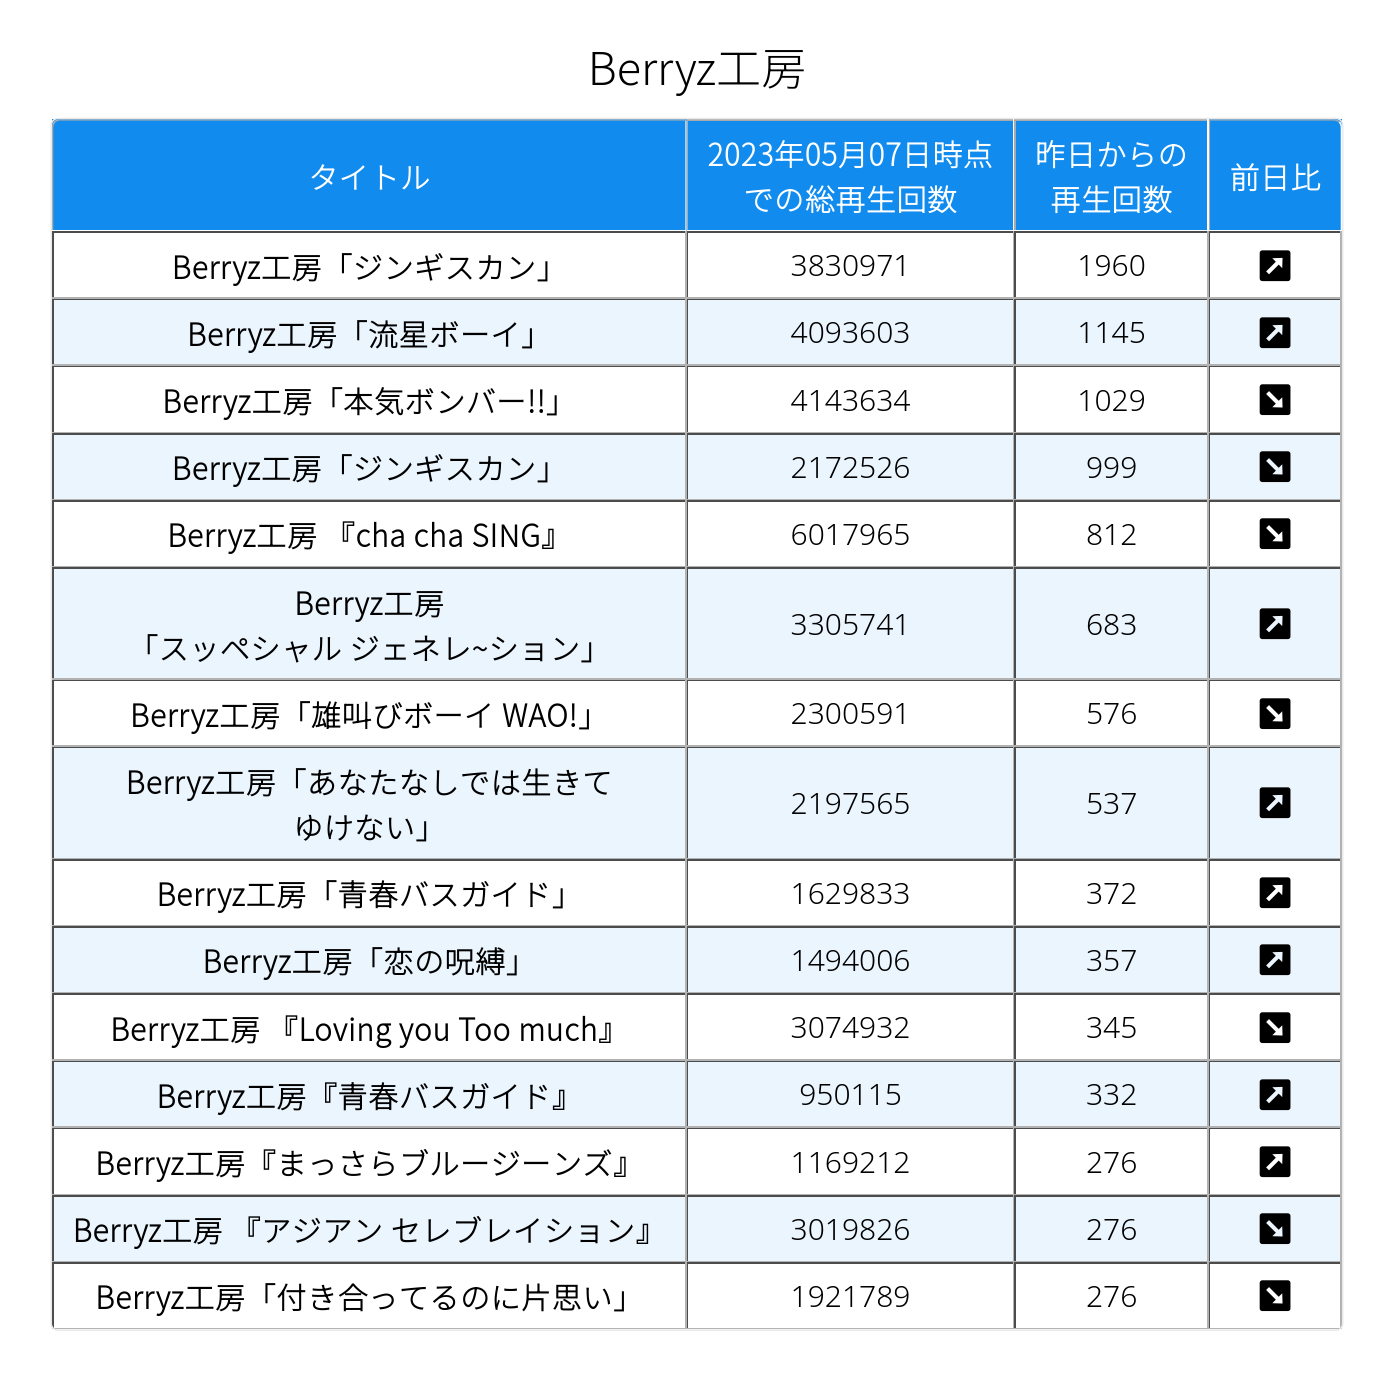 Berryz工房
タイトル
2023年05月07日時点
での総再生回数
昨日からの
再生回数
前日比
Berryz工房「ジンギスカン」 3830971 1960
Berryz工房「流星ボーイ」 4093603 1145
Berryz工房「本気ボンバー!!」 4143634 1029
Berryz工房「ジンギスカン」 2172526 999
Berryz工房 『cha cha SING』 6017965 812
Berryz工房
「スッペシャル ジェネレ~ション」 3305741 683
Berryz工房「雄叫びボーイ WAO!」 2300591 576
Berryz工房「あなたなしでは生きて
ゆけない」 2197565 537
Berryz工房「青春バスガイド」 1629833 372
Berryz工房「恋の呪縛」 1494006 357
Berryz工房 『Loving you Too much』 3074932 345
Berryz工房『青春バスガイド』 950115 332
Berryz工房『まっさらブルージーンズ』 1169212 276
Berryz工房 『アジアン セレブレイション』 3019826 276
Berryz工房「付き合ってるのに片思い」 1921789 276